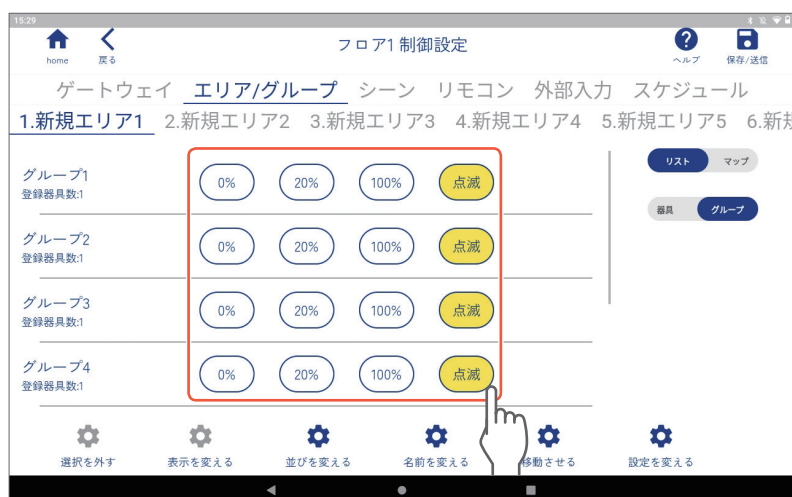 15:29
home
戻る
フロア1 制御設定
ヘルプ
保存/送信
ゲートウェイ エリア/グループ シーン リモコン 外部入力 スケジュール
1.新規エリア1 2.新規エリア2 3.新規エリア3 4.新規エリア4 5.新規エリア5 6.新規
リスト マップ
器具 グループ
グループ1
登録器具数:1
0% 20% 100% 点滅
グループ2
登録器具数:1
0% 20% 100% 点滅
グループ3
登録器具数:1
0% 20% 100% 点滅
グループ4
登録器具数:1
0% 20% 100% 点滅
選択を外す 表示を変える 並びを変える 名前を変える 移動させる 設定を変える